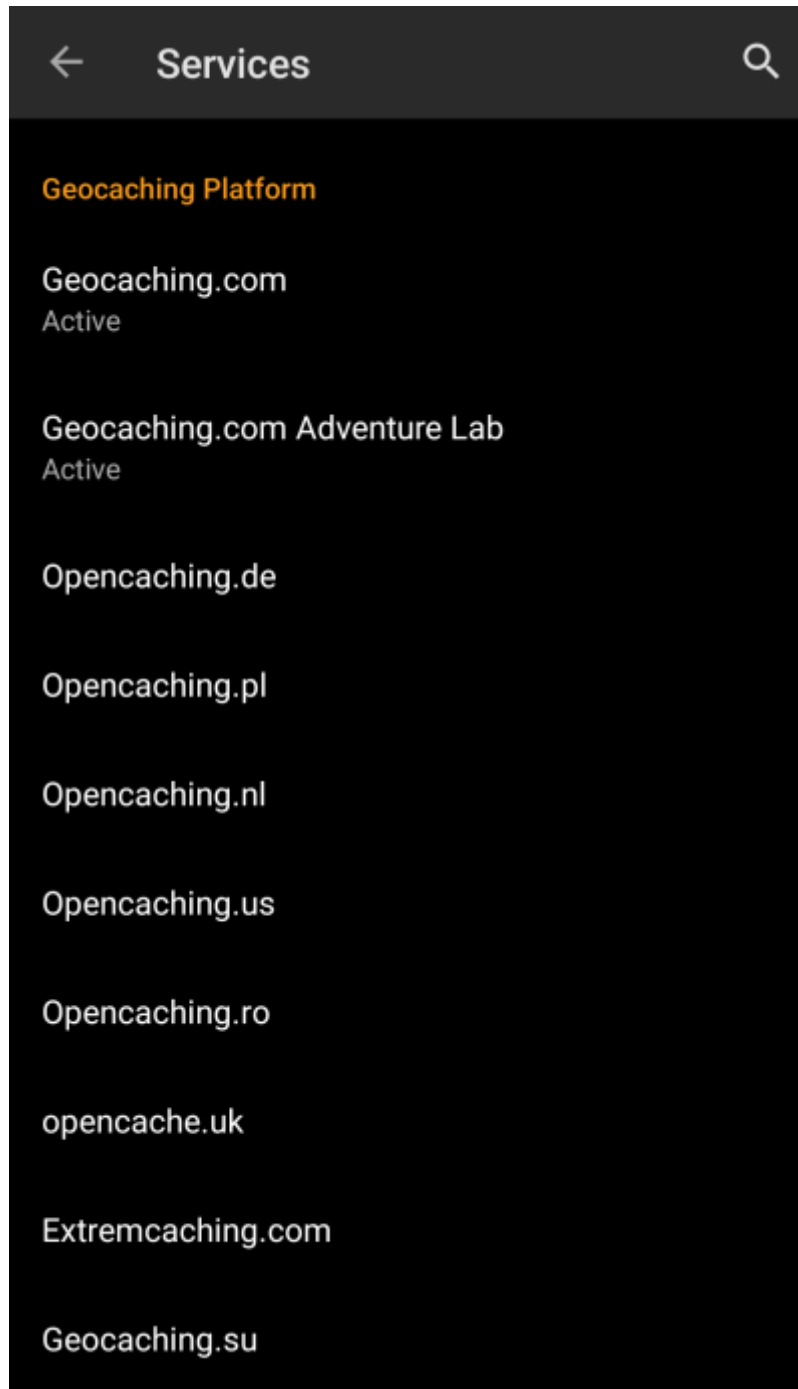 Services
Geocaching Platform
Geocaching.com
Active
Geocaching.com Adventure Lab
Active
Opencaching.de
Opencaching.pl
Opencaching.nl
Opencaching.us
Opencaching.ro
opencache.uk
Extremcaching.com
Geocaching.su